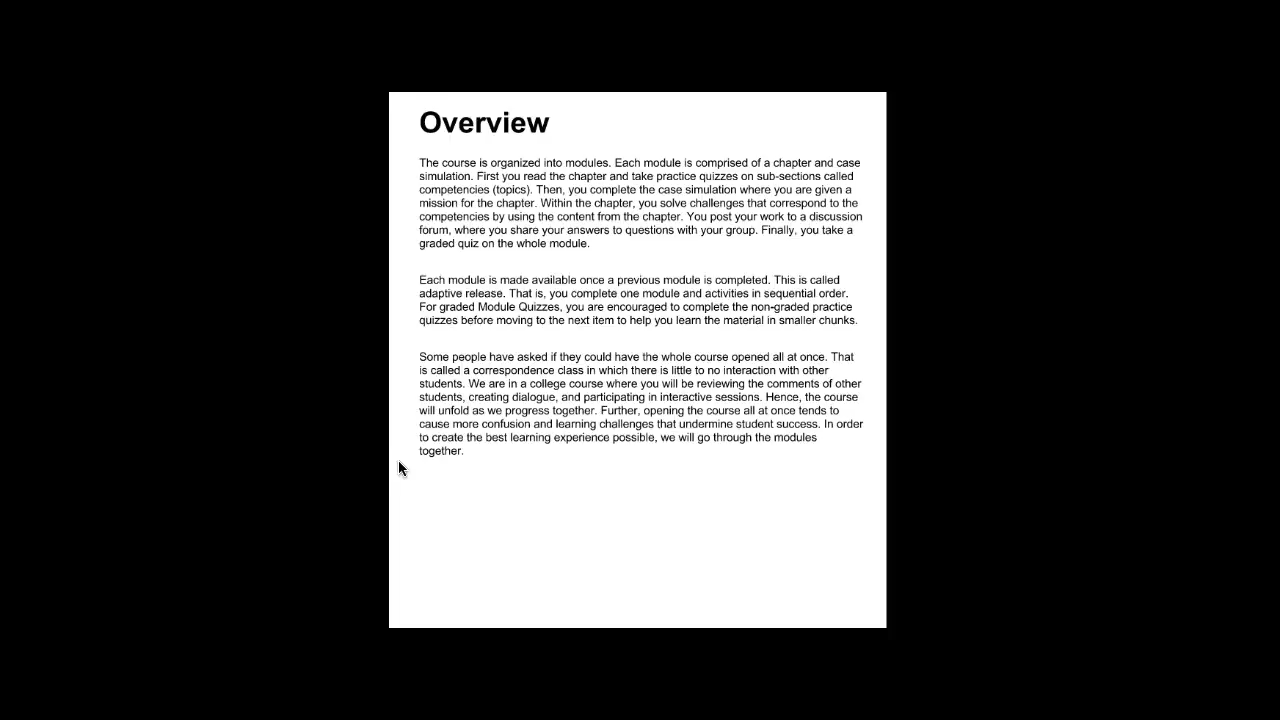 Overview
The course is organized into modules. Each module is comprised of a chapter and case
simulation. First you read the chapter and take practice quizzes on sub-sections called
competencies (topics). Then, you complete the case simulation where you are given a
mission for the chapter. Within the chapter, you solve challenges that correspond to the
competencies by using the content from the chapter. You post your work to a discussion
forum, where you share your answers to questions with your group. Finally, you take a
graded quiz on the whole module.
Each module is made available once a previous module is completed. This is called
adaptive release. That is, you complete one module and activities in sequential order.
For graded Module Quizzes, you are encouraged to complete the non-graded practice
quizzes before moving to the next item to help you learn the material in smaller chunks.
Some people have asked if they could have the whole course opened all at once. That
is called a correspondence class in which there is little to no interaction with other
students. We are in a college course where you will be reviewing the comments of other
students, creating dialogue, and participating in interactive sessions. Hence, the course
will unfold as we progress together. Further, opening the course all at once tends to
cause more confusion and learning challenges that undermine student success. In order
to create the best learning experience possible, we will go through the modules
together.